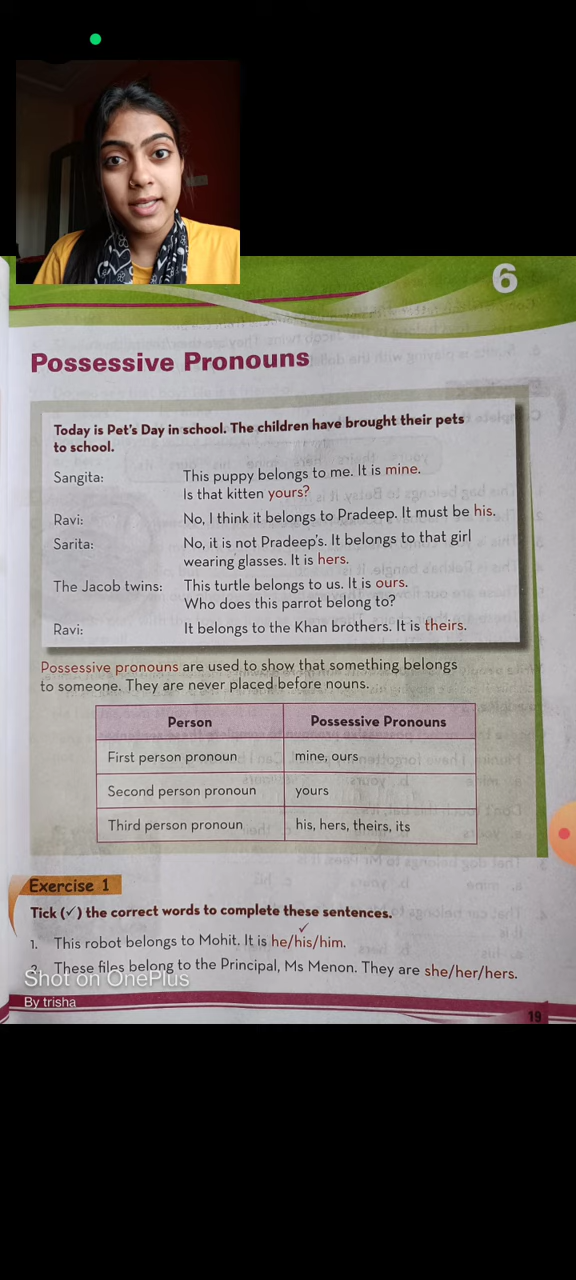 6
Possessive Pronouns
Today is Pet's Day in school. The children have brought their pets
to school.
Sangita: This puppy belongs to me. It is mine.
Is that kitten yours?
Ravi: No, I think it belongs to Pradeep. It must be his.
Sarita: No, it is not Pradeep's. It belongs to that girl
wearing glasses. It is hers.
The Jacob twins: This turtle belongs to us. It is ours.
Who does this parrot belong to?
Ravi: It belongs to the Khan brothers. It is theirs.
Possessive pronouns are used to show that something belongs
to someone. They are never placed before nouns.
Person Possessive Pronouns
First person pronoun mine, ours
Second person pronoun yours
Third person pronoun his, hers, theirs, its
Exercise 1
Tick (✓) the correct words to complete these sentences.
1. This robot belongs to Mohit. It is he/his/him.
2. These files belong to the Principal, Ms Menon. They are she/her/hers.
Shot on OnePlus
By trisha
19